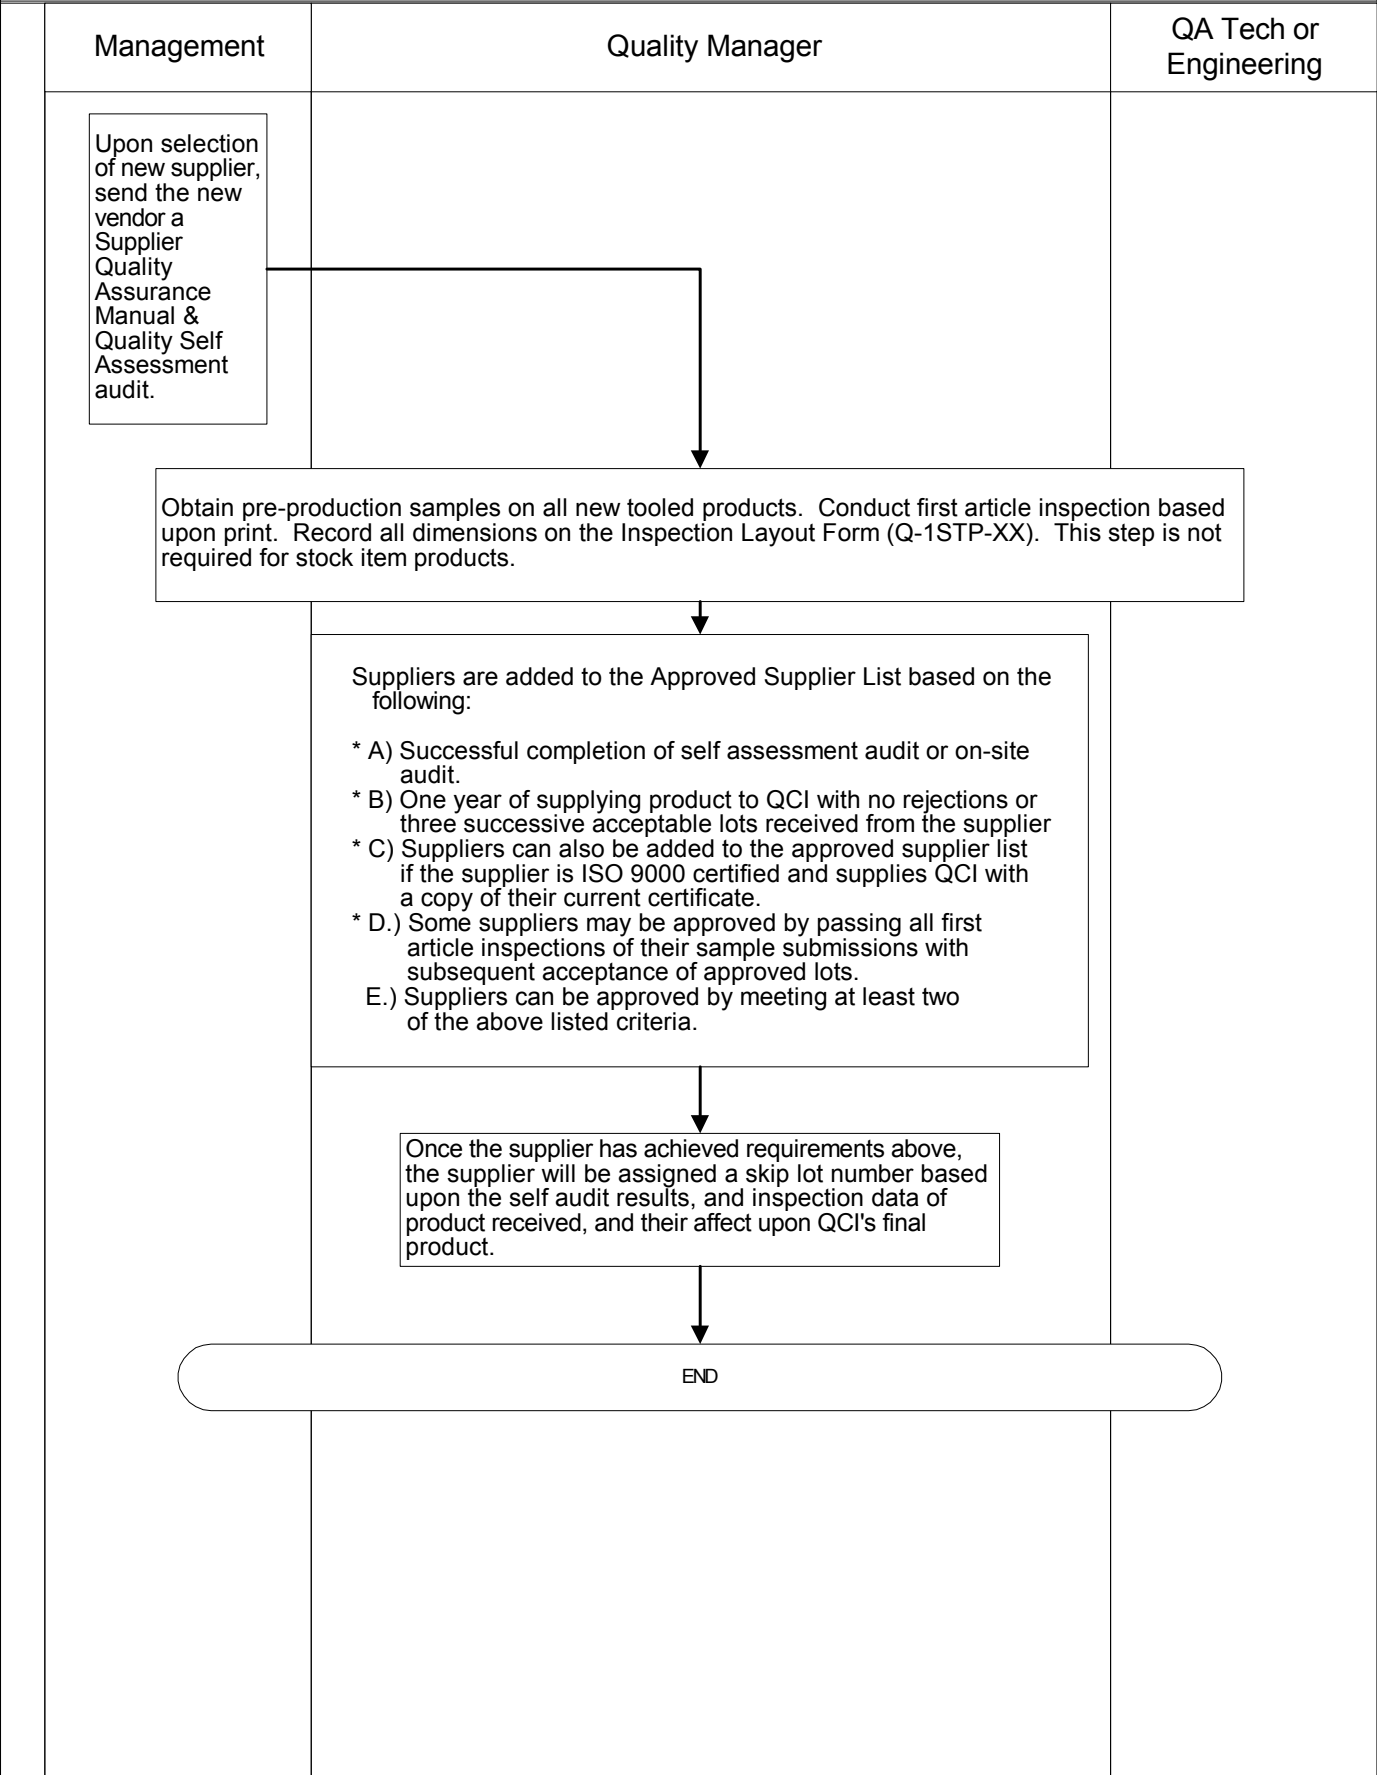 Management
Quality Manager
QA Tech or
Engineering
Upon selection
of new supplier,
send the new
vendor a
Supplier
Quality
Assurance
Manual &
Quality Self
Assessment
audit.
Obtain pre-production samples on all new tooled products.  Conduct first article inspection based
upon print.  Record all dimensions on the Inspection Layout Form (Q-1STP-XX).  This step is not
required for stock item products.
Suppliers are added to the Approved Supplier List based on the
following:
* A) Successful completion of self assessment audit or on-site
audit.
* B) One year of supplying product to QCI with no rejections or
three successive acceptable lots received from the supplier
* C) Suppliers can also be added to the approved supplier list
if the supplier is ISO 9000 certified and supplies QCI with
a copy of their current certificate.
* D.) Some suppliers may be approved by passing all first
article inspections of their sample submissions with
subsequent acceptance of approved lots.
E.) Suppliers can be approved by meeting at least two
of the above listed criteria.
Once the supplier has achieved requirements above,
the supplier will be assigned a skip lot number based
upon the self audit results, and inspection data of
product received, and their affect upon QCI's final
product.
END